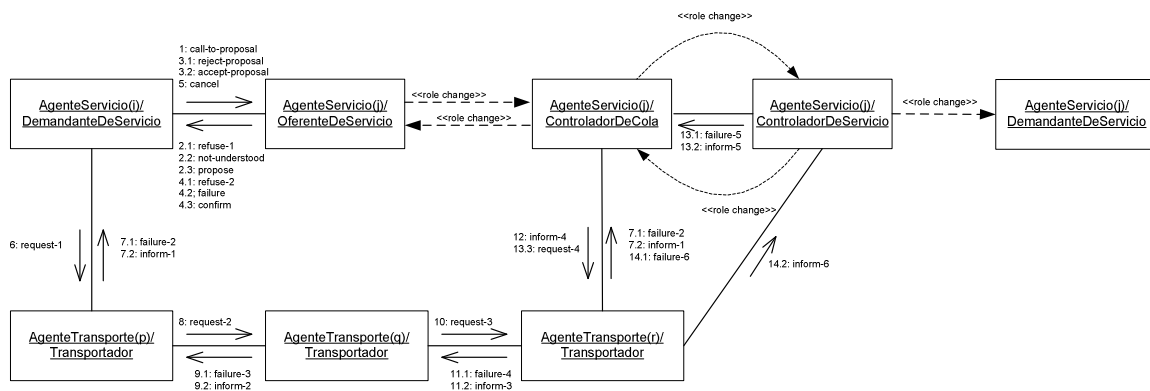 <<role change>>
1: call-to-proposal
3.1: reject-proposal
3.2: accept-proposal
5: cancel
AgenteServicio(i)/
DemandanteDeServicio
AgenteServicio(j)/
OferenteDeServicio
<<role change>>
<<role change>>
AgenteServicio(j)/
ControladorDeCola
AgenteServicio(j)/
ControladorDeServicio
<<role change>>
AgenteServicio(j)/
DemandanteDeServicio
13.1: failure-5
13.2: inform-5
2.1: refuse-1
2.2: not-understood
2.3: propose
4.1: refuse-2
4.2; failure
4.3: confirm
<<role change>>
6: request-1
7.1: failure-2
7.2: inform-1
12: inform-4
13.3: request-4
7.1: failure-2
7.2: inform-1
14.1: failure-6
14.2: inform-6
AgenteTransporte(p)/
Transportador
8: request-2
9.1: failure-3
9.2: inform-2
AgenteTransporte(q)/
Transportador
10: request-3
11.1: failure-4
11.2: inform-3
AgenteTransporte(r)/
Transportador